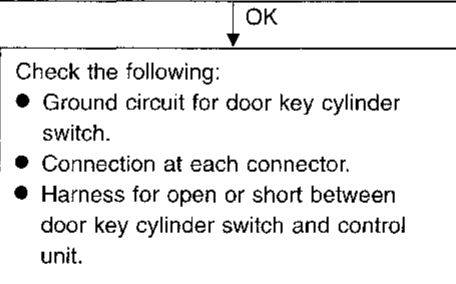 OK
Check the following:
● Ground circuit for door key cylinder
switch.
● Connection at each connector.
● Harness for open or short between
door key cylinder switch and control
unit.